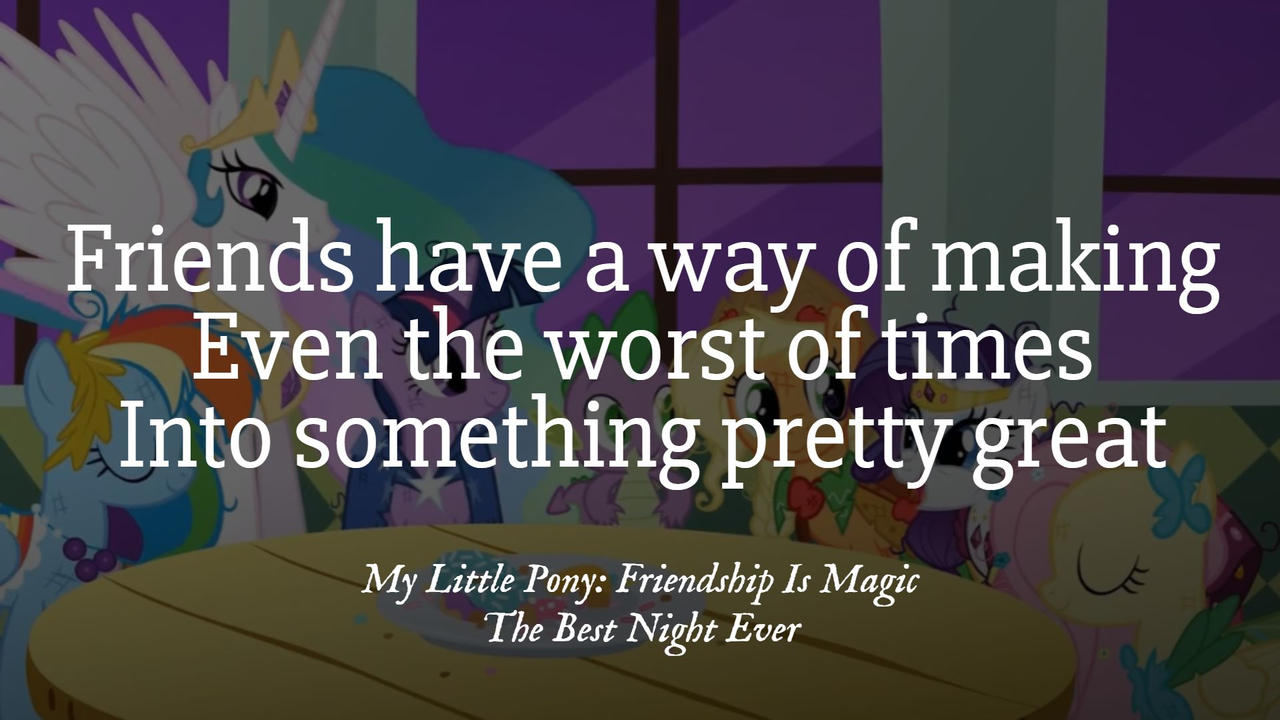 Friends have a way of making
Even the worst of times
Into something pretty great
My Little Pony: Friendship Is Magic
The Best Night Ever